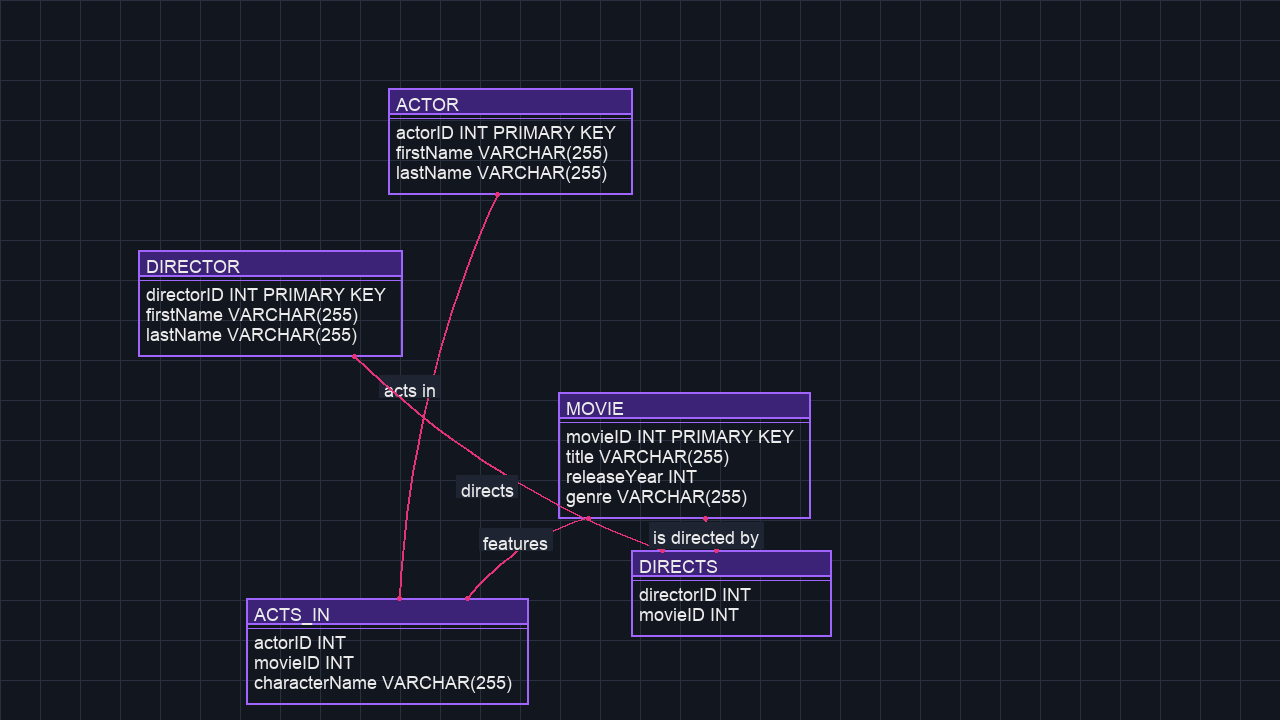 ACTOR
actorID INT PRIMARY KEY
firstName VARCHAR(255)
lastName VARCHAR(255)
DIRECTOR
directorID INT PRIMARY KEY
firstName VARCHAR(255)
lastName VARCHAR(255)
acts in
MOVIE
movieID INT PRIMARY KEY
title VARCHAR(255)
releaseYear INT
genre VARCHAR(255)
directs
features
is directed by
DIRECTS
directorID INT
movieID INT
ACTS_IN
actorID INT
movieID INT
characterName VARCHAR(255)